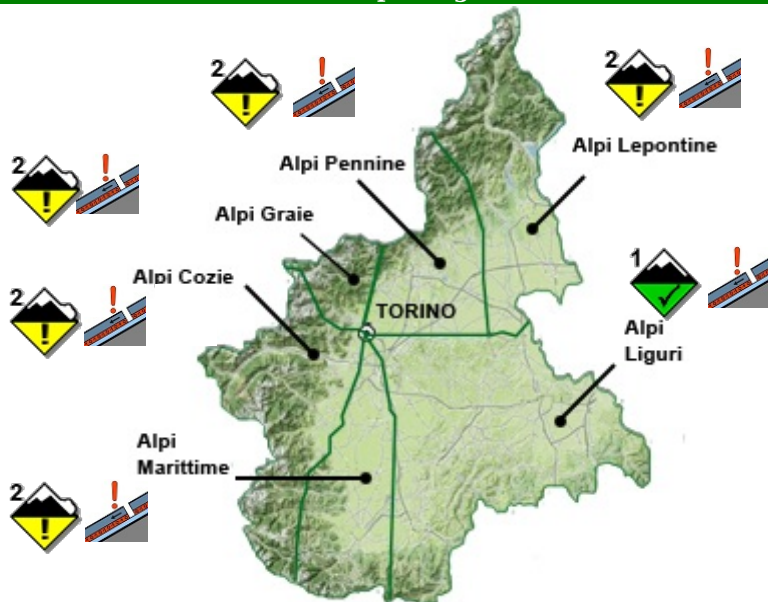 2
!
2
!
Alpi Pennine
Alpi Lepontine
2
!
Alpi Graie
Alpi Cozie
2
!
TORINO
1
Alpi
Liguri
Alpi
Marittime
2
!